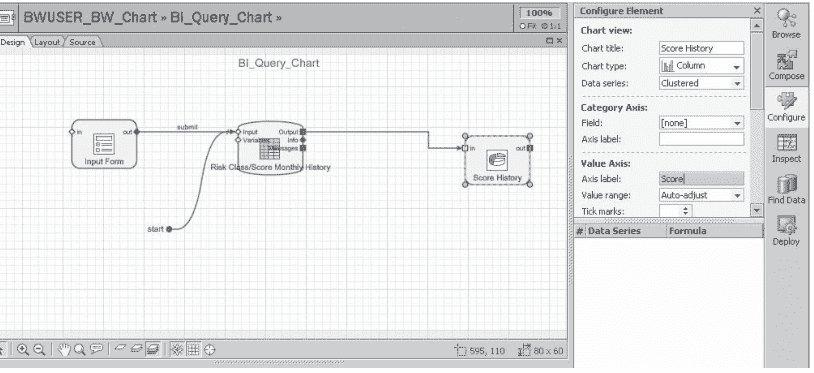 BWUSER_BW_Chart » Bi_Query_Chart »
100%
Fit 1:1
Design Layout Source
Bi_Query_Chart
in
out
Input Form
submit
Input
Variables
Output
Info
Messages
Risk Class/Score Monthly History
start
in
out
Score History
595, 110
80 x 60
Configure Element
Chart view:
Chart title: Score History
Chart type: Column
Data series: Clustered
Category Axis:
Field: [none]
Axis label:
Value Axis:
Axis label: Score
Value range: Auto-adjust
Tick marks:
# Data Series Formula
Browse
Compose
Configure
Inspect
Find Data
Deploy